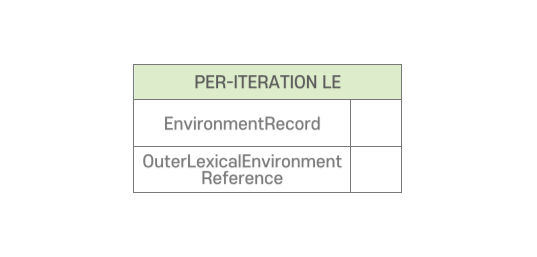 PER-ITERATION LE
EnvironmentRecord
OuterLexicalEnvironment
Reference